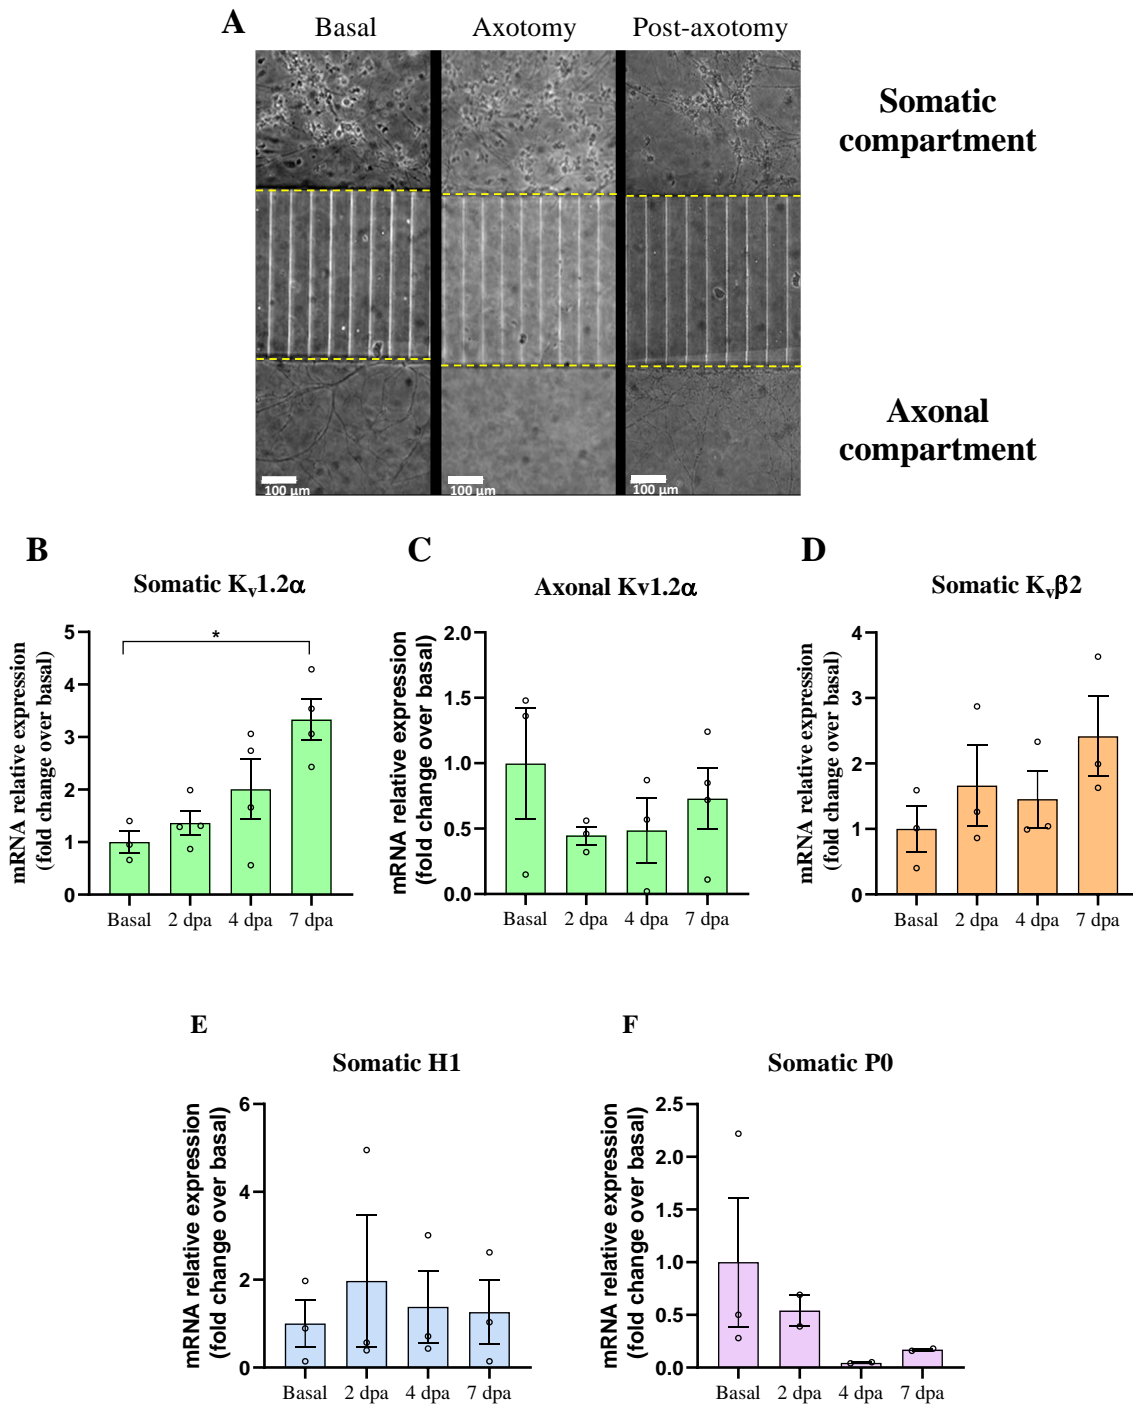 A
Basal Axotomy Post-axotomy
Somatic
compartment
Axonal
compartment
100 µm 100 µm 100 µm
B
Somatic Kv1.2α
mRNA relative expression
(fold change over basal)
5
4
3
2
1
0
*
Basal 2 dpa 4 dpa 7 dpa
C
Axonal Kv1.2α
mRNA relative expression
(fold change over basal)
2.0
1.5
1.0
0.5
0.0
Basal 2 dpa 4 dpa 7 dpa
D
Somatic Kvβ2
mRNA relative expression
(fold change over basal)
4
3
2
1
0
Basal 2 dpa 4 dpa 7 dpa
E
Somatic H1
mRNA relative expression
(fold change over basal)
6
4
2
0
Basal 2 dpa 4 dpa 7 dpa
F
Somatic P0
mRNA relative expression
(fold change over basal)
2.5
2.0
1.5
1.0
0.5
0.0
Basal 2 dpa 4 dpa 7 dpa